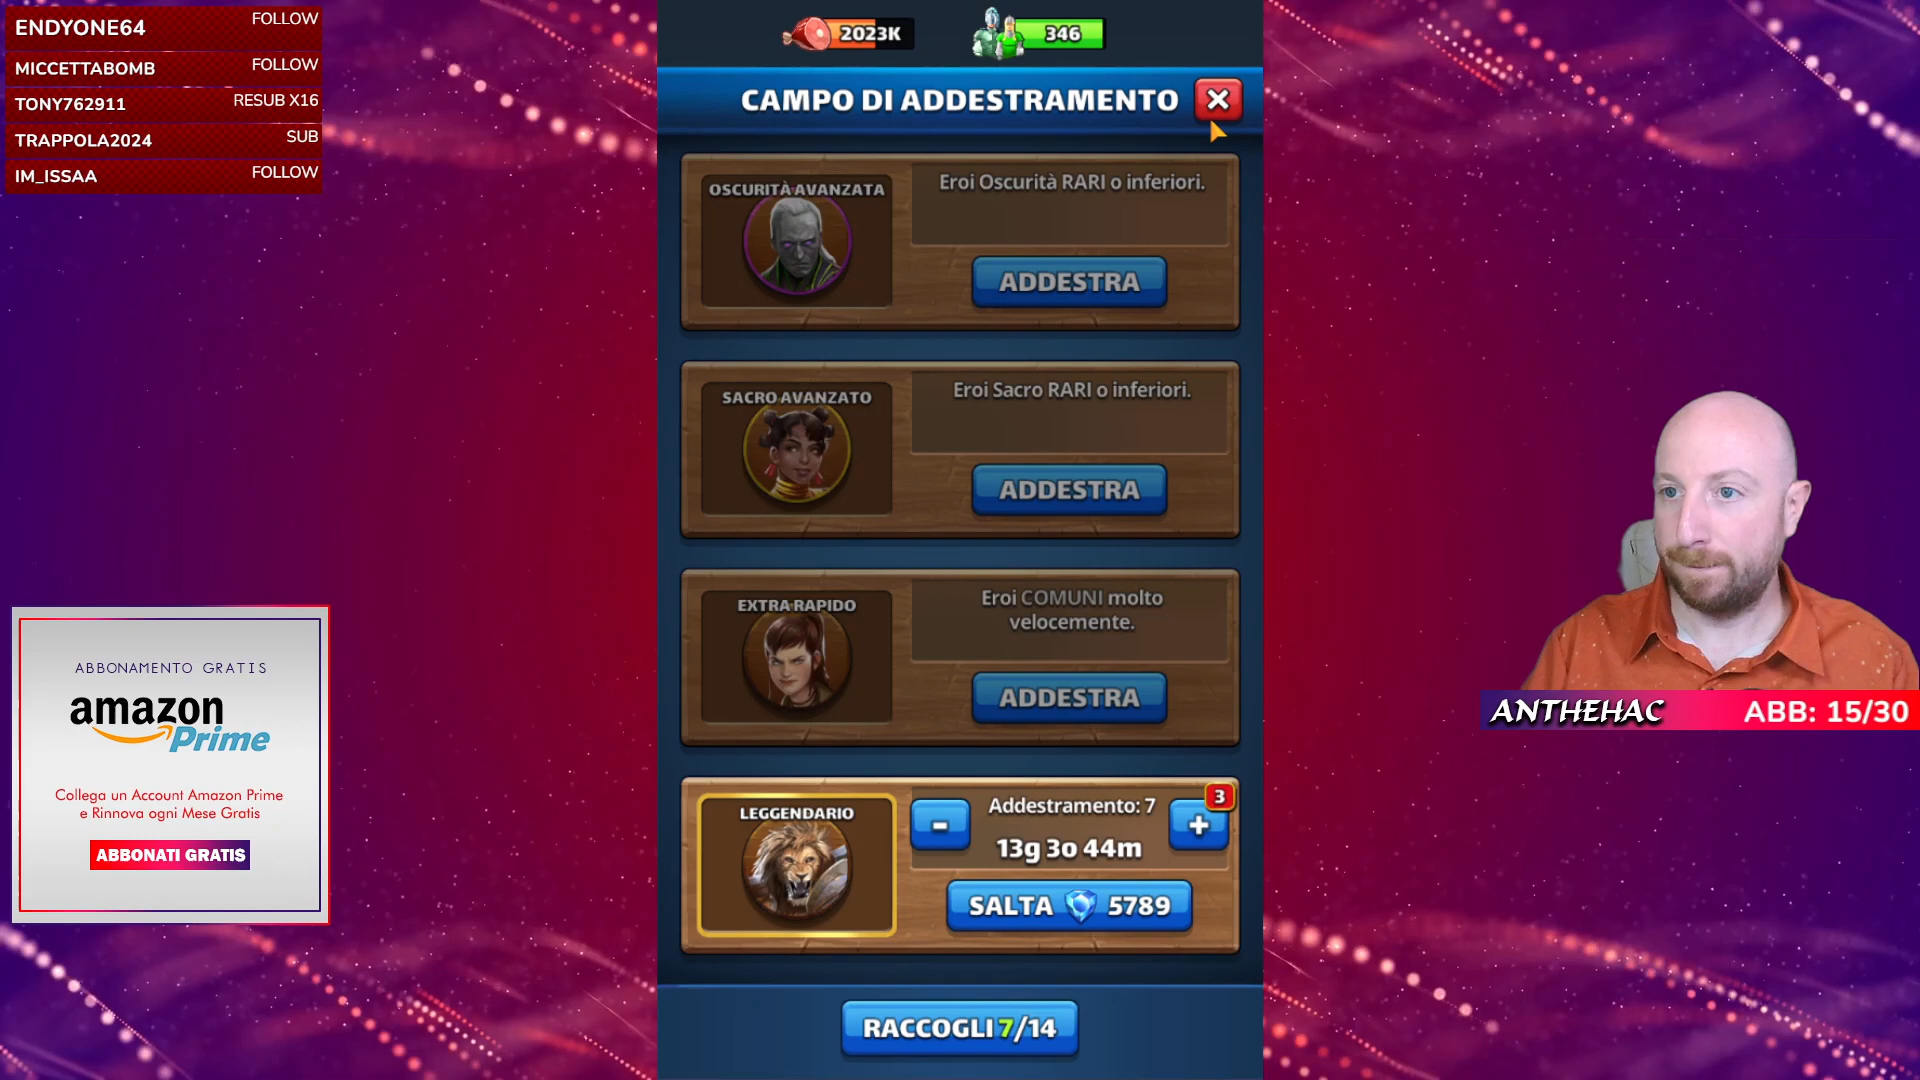 ENDYONE64 FOLLOW
MICCETTABOMB FOLLOW
TONY762911 RESUB X16
TRAPPOLA2024 SUB
IM_ISSAA FOLLOW
2023K
346
CAMPO DI ADDESTRAMENTO
OSCURITÀ AVANZATA
Eroi Oscurità RARI o inferiori.
ADDESTRA
SACRO AVANZATO
Eroi Sacro RARI o inferiori.
ADDESTRA
EXTRA RAPIDO
Eroi COMUNI molto
velocemente.
ADDESTRA
LEGGENDARIO
-
Addestramento: 7
13g 3o 44m
+
3
SALTA 5789
RACCOGLI 7/14
ABBONAMENTO GRATIS
amazon
Prime
Collega un Account Amazon Prime
e Rinnova ogni Mese Gratis
ABBONATI GRATIS
ANTHEHAC ABB: 15/30